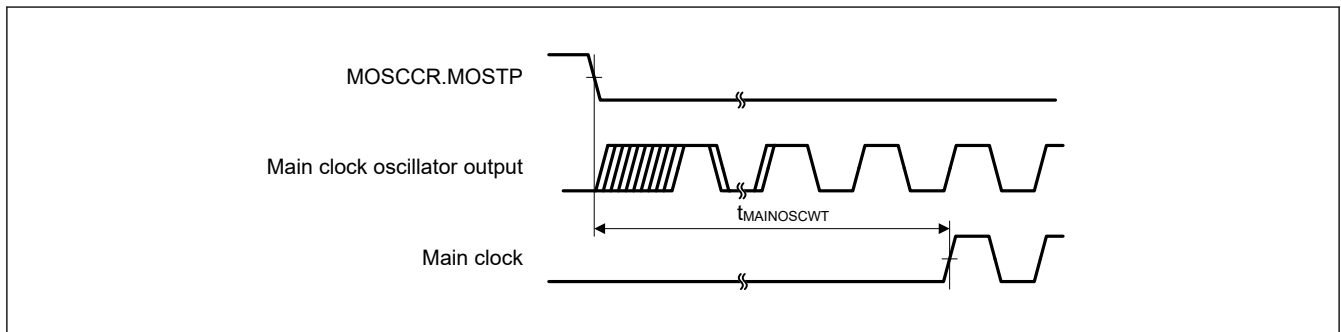 MOSCCR.MOSTP
Main clock oscillator output
tMAINOSCWT
Main clock